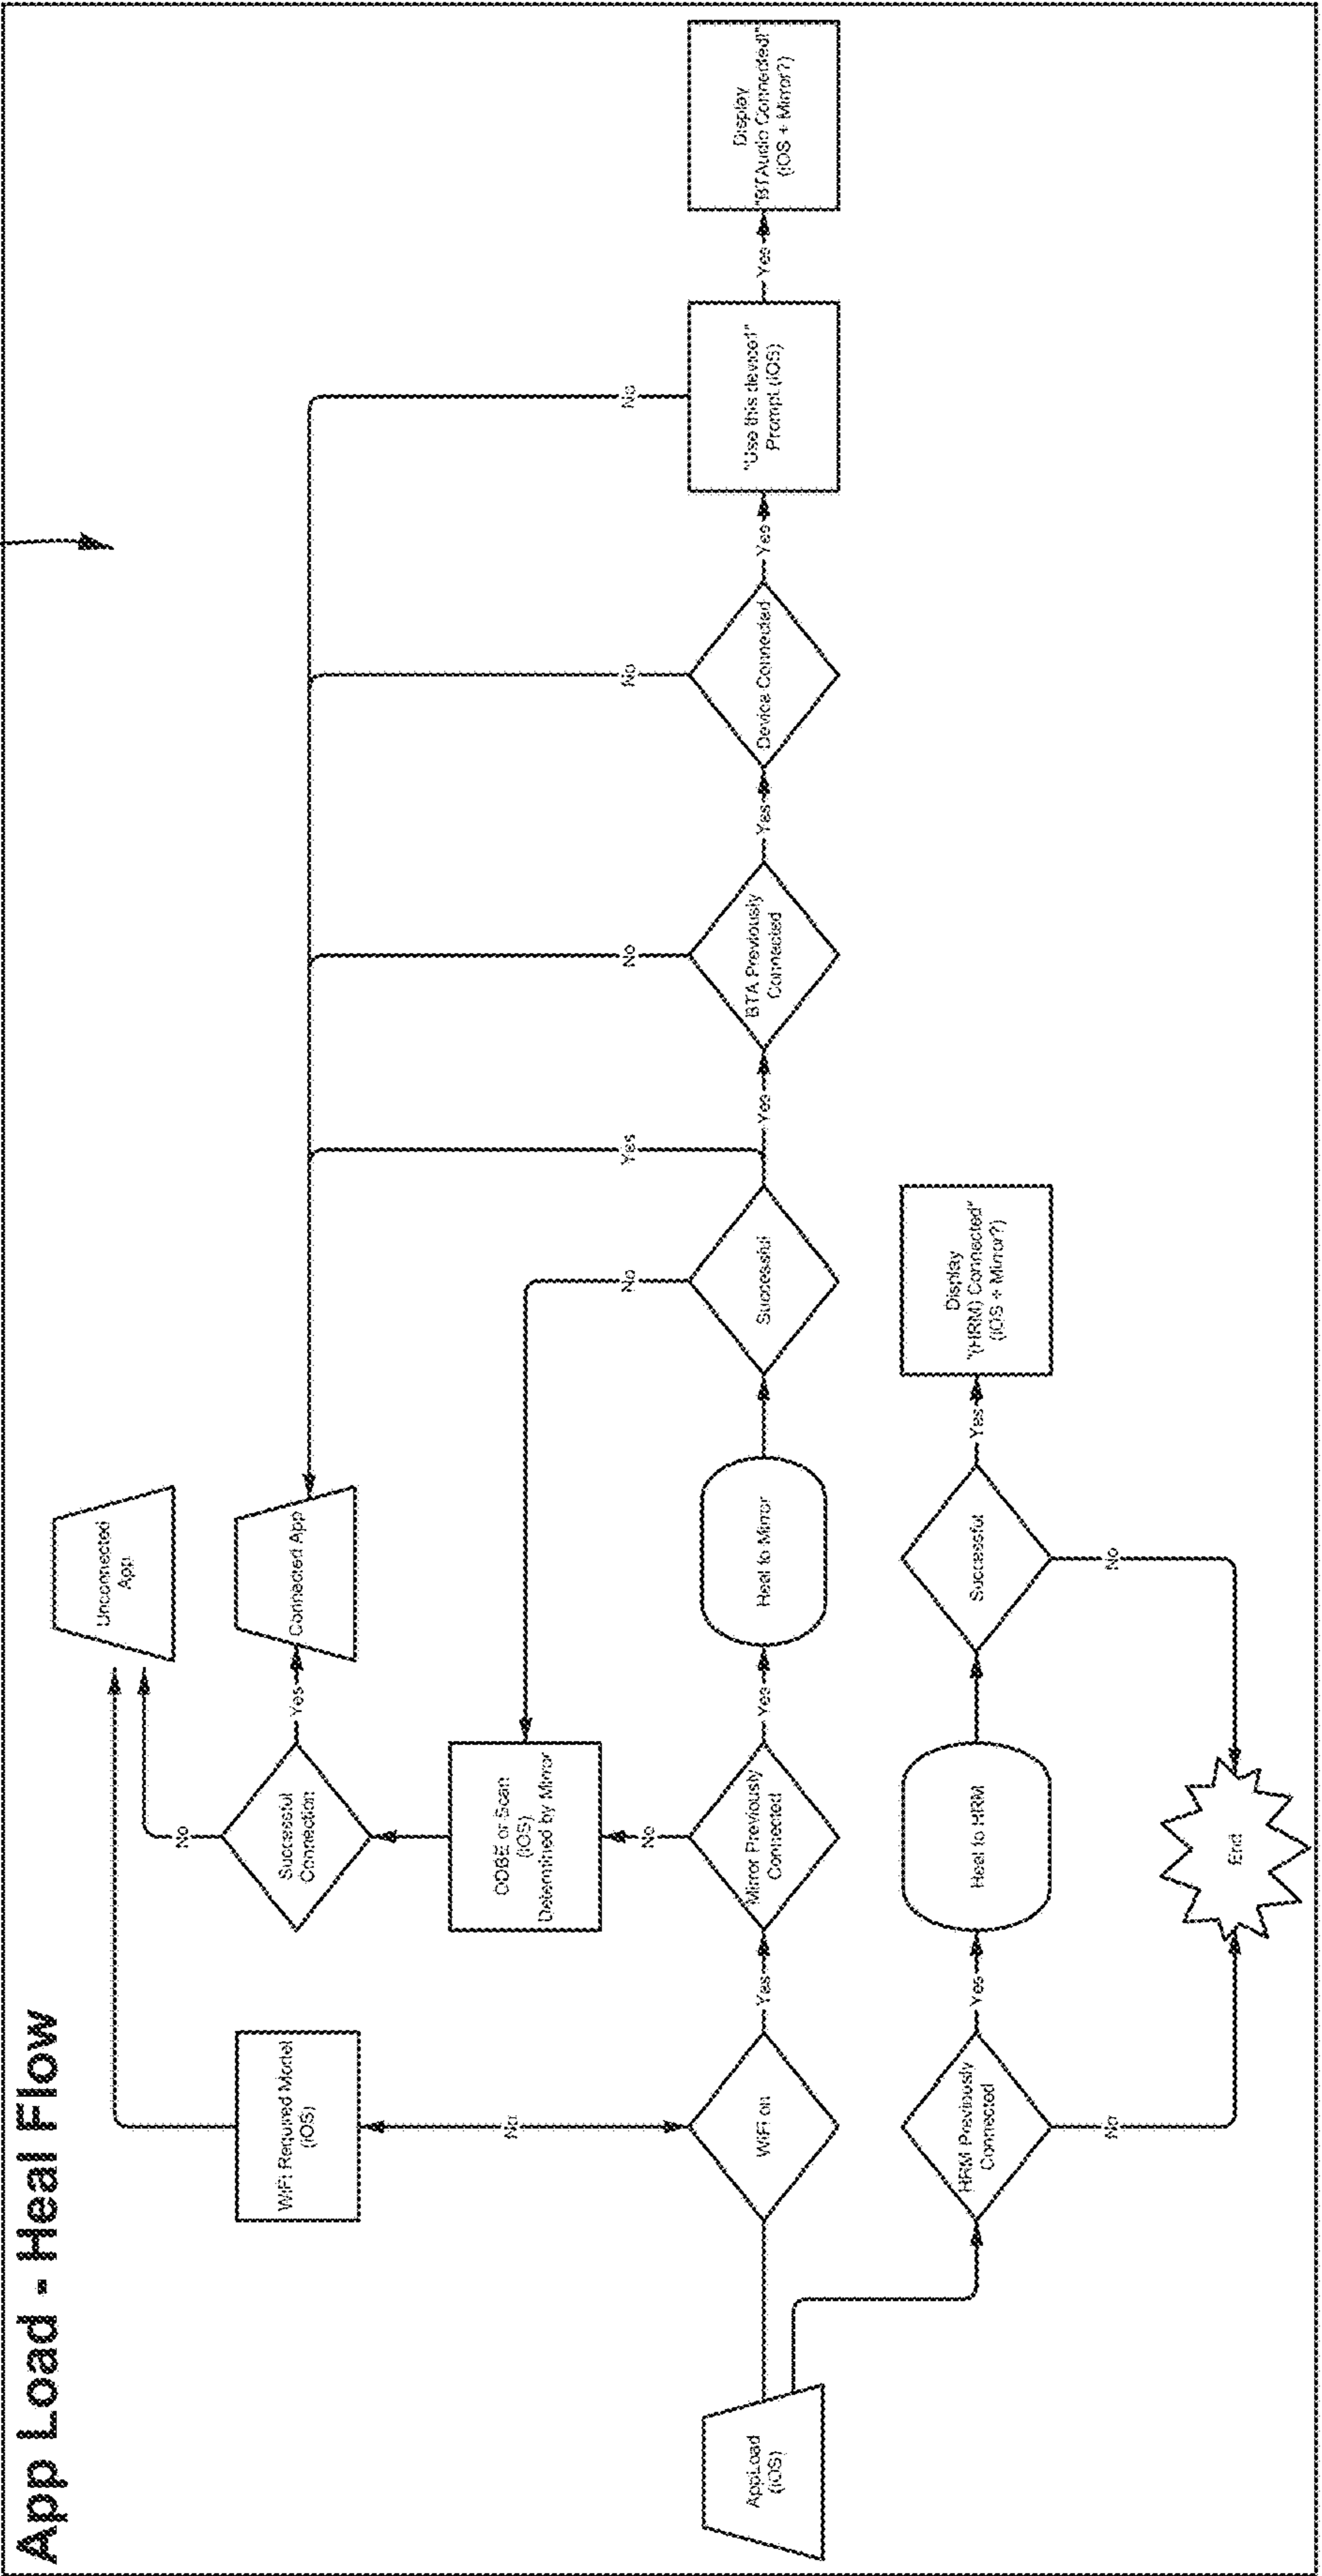 App Load - Heal Flow
AppLoad
(iOS)
WiFi on
No
WiFi Required Model
(iOS)
Yes
Mirror Previously
Connected
No
OOBE or Scan
(iOS)
Determined by Mirror
Successful
Connection
No
Unconnected
App
Yes
Connected App
Yes
Heal to Mirror
Successful
No
Yes
Yes
BTA Previously
Connected
No
Yes
Device Connected
No
Yes
"Use this device?"
Prompt (iOS)
No
Yes
Display
"BTAudio Connected!"
(iOS + Mirror?)
HRM Previously
Connected
No
Yes
Heal to HRM
Successful
No
Yes
Display
"(HRM) Connected"
(iOS + Mirror?)
End